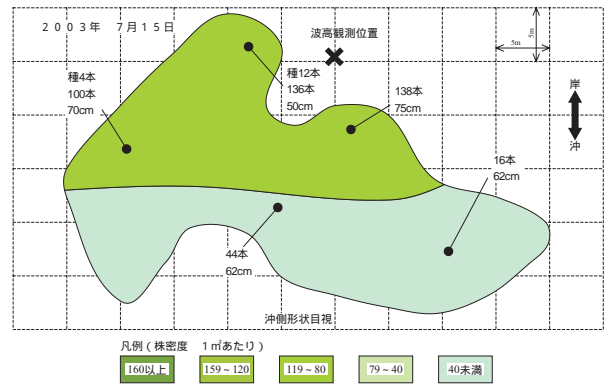 ２００３年　７月１５日
波高観測位置
5m
5m
種4本
100本
70cm
種12本
136本
50cm
138本
75cm
岸
沖
16本
62cm
44本
62cm
沖側形状目視
凡例（株密度　１㎡あたり）
160以上
159～120
119～80
79～40
40未満